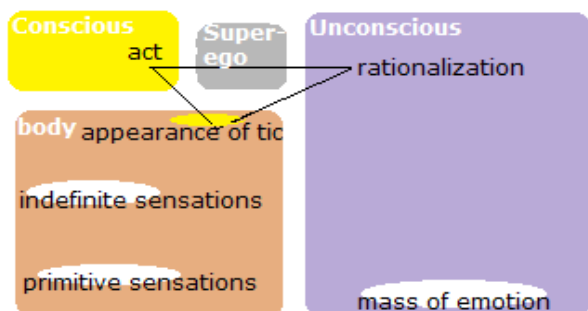 Conscious
act
Super-
ego
Unconscious
rationalization
body
appearance of tic
indefinite sensations
primitive sensations
mass of emotion